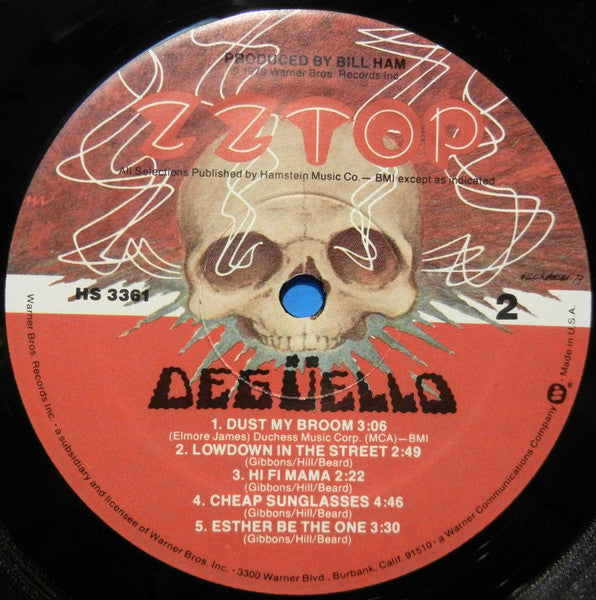 PRODUCED BY BILL HAM
℗ 1979 Warner Bros. Records Inc.
ZZ TOP
All Selections Published by Hamstein Music Co. — BMI except as indicated
HS 3361
2
DEGÜELLO
1. DUST MY BROOM 3:06
(Elmore James) Duchess Music Corp. (MCA)—BMI
2. LOWDOWN IN THE STREET 2:49
(Gibbons/Hill/Beard)
3. HI FI MAMA 2:22
(Gibbons/Hill/Beard)
4. CHEAP SUNGLASSES 4:46
(Gibbons/Hill/Beard)
5. ESTHER BE THE ONE 3:30
(Gibbons/Hill/Beard)
Warner Bros. Records Inc. · a subsidiary and licensee of Warner Bros. Inc. · 3300 Warner Blvd., Burbank, Calif. 91510 · a Warner Communications Company
Made in U.S.A.